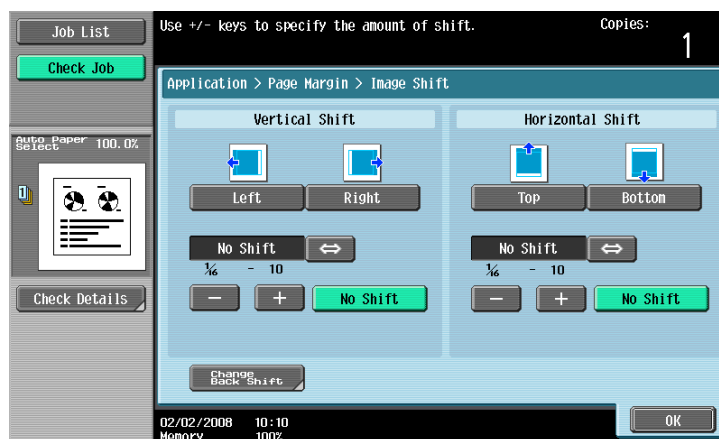 Job List
Use +/- keys to specify the amount of shift.
Copies:
1
Check Job
Application > Page Margin > Image Shift
Vertical Shift
Horizontal Shift
Auto Paper
Select
100.0%
1
Left
Right
Top
Bottom
No Shift
No Shift
1/16 - 10
1/16 - 10
Check Details
- + No Shift
- + No Shift
Change
Back Shift
OK
02/02/2008 10:10
Memory 100%